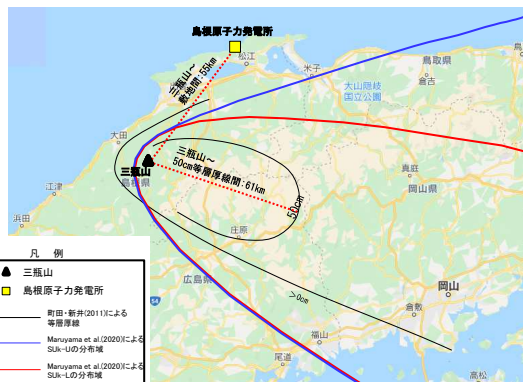 島根原子力発電所
松江
米子
鳥取県
倉吉
大山隠岐
国立公園
三瓶山～
敷地間:55km
大田
三瓶山
島根県
三瓶山～
50cm等層厚線間:61km
50cm
真庭
岡山県
江津
浜田
庄原
広島県
>0cm
岡山
倉敷
福山
尾道
高松
54
凡 例
三瓶山
島根原子力発電所
町田・新井(2011)による
等層厚線
Maruyama et al.(2020)による
SUk-Uの分布域
Maruyama et al.(2020)による
SUk-Lの分布域